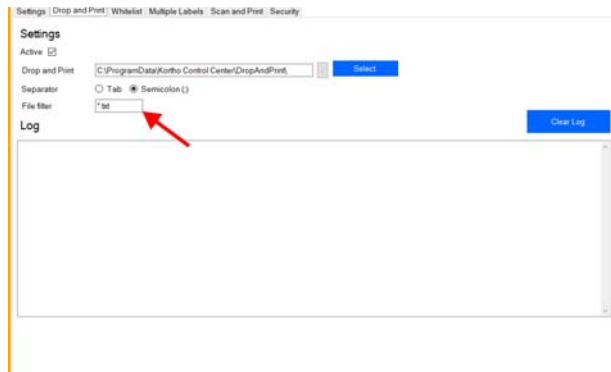 Settings Drop and Print Whitelist Multiple Labels Scan and Print Security
Settings
Active
Drop and Print C:\ProgramData\Kortho Control Center\DropAndPrint\ Select
Separator Tab Semicolon (;)
File filter *.txt
Log Clear Log